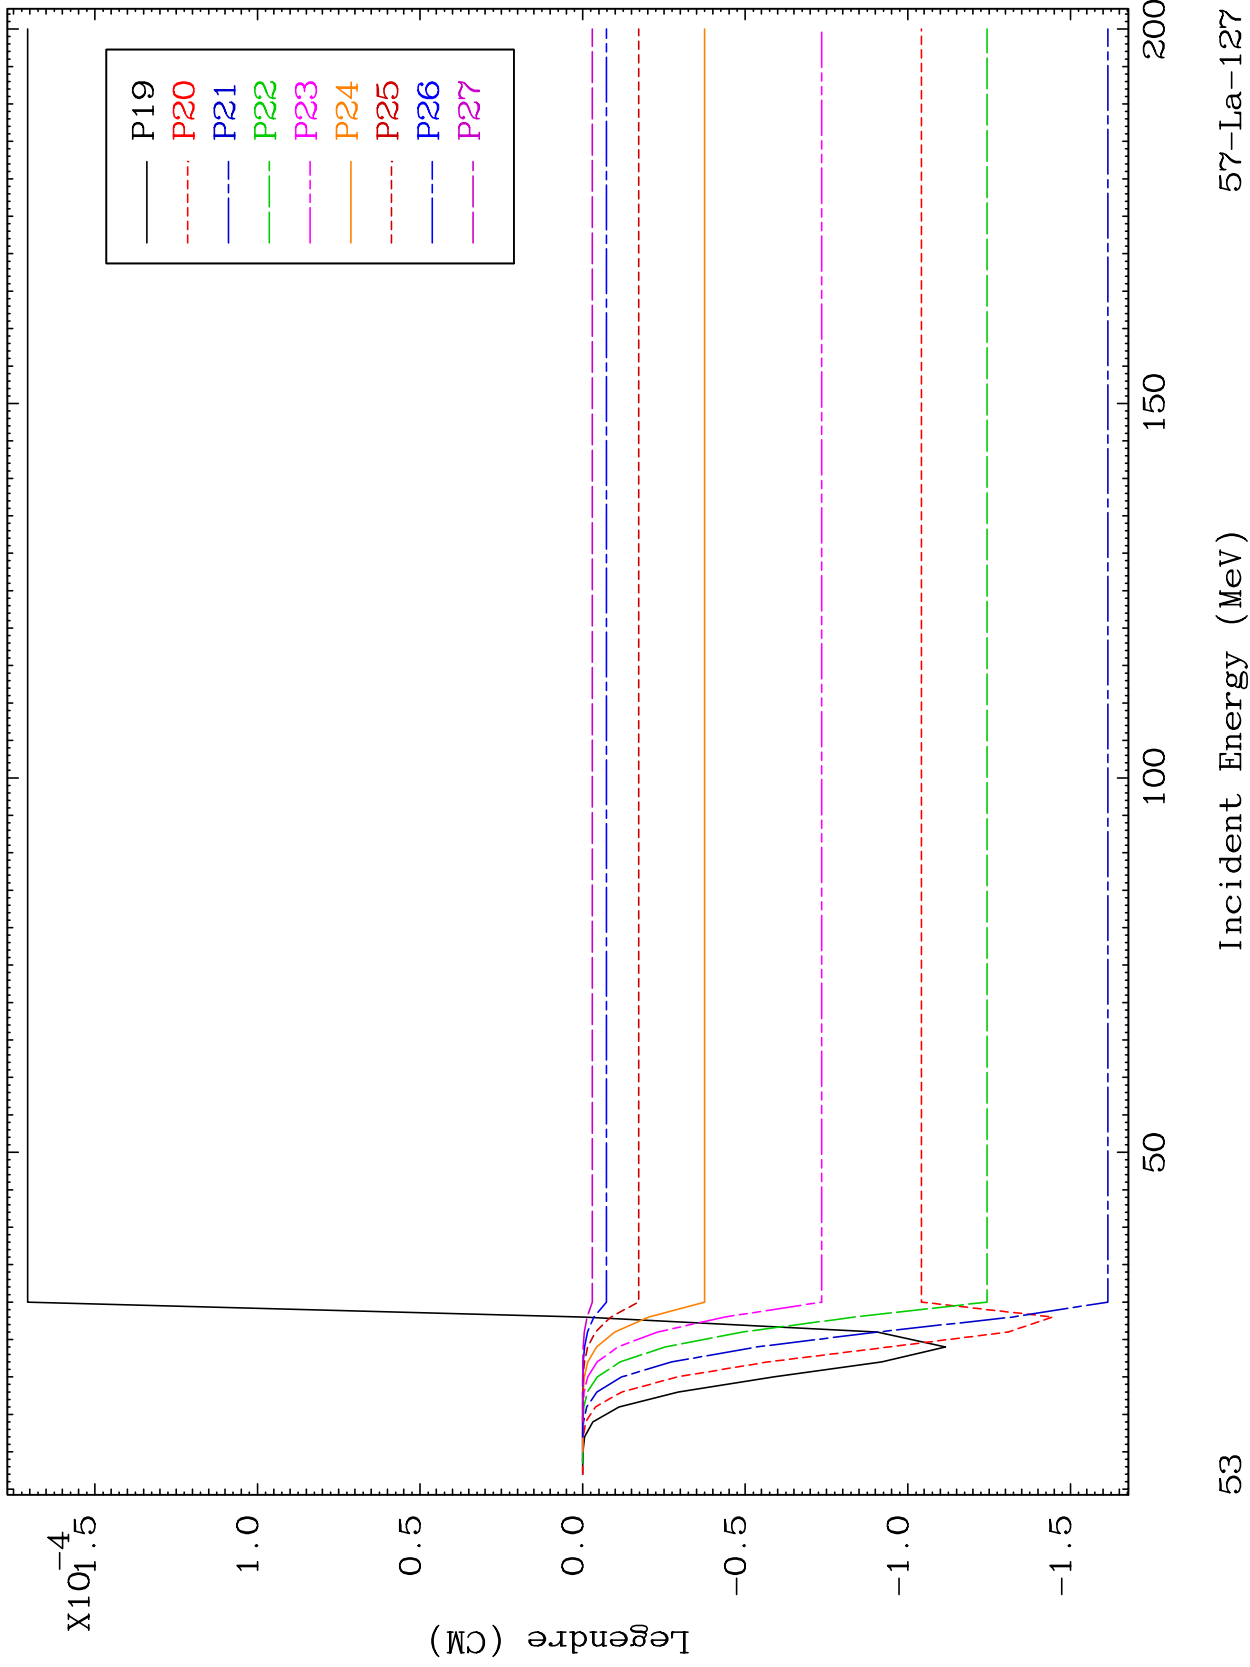 X10-4
1.5
1.0
0.5
0.0
-0.5
-1.0
-1.5
Legendre (CM)
P19
P20
P21
P22
P23
P24
P25
P26
P27
50
100
150
200
Incident Energy (MeV)
53
57-La-127